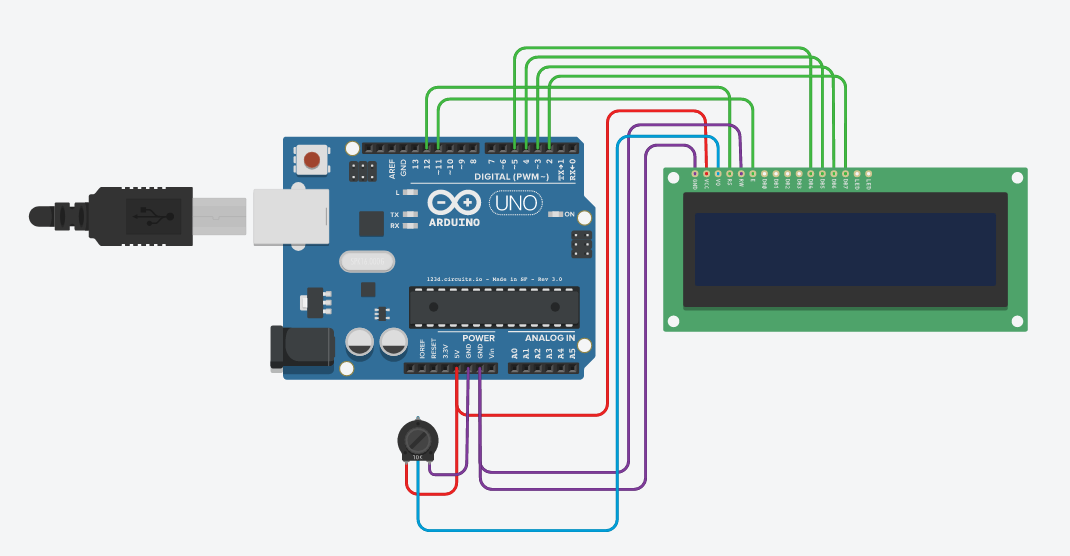 AREF
GND
13
12
~11
~10
~9
8
7
~6
~5
4
~3
2
TX→1
RX←0
DIGITAL (PWM~)
L
TX
RX
ARDUINO
UNO
ON
123d.circuits.io - Made in SF - Rev 3.0
POWER
ANALOG IN
IOREF
RESET
3.3V
5V
GND
GND
Vin
A0
A1
A2
A3
A4
A5
10K
GND
VCC
VO
RS
RW
E
DB0
DB1
DB2
DB3
DB4
DB5
DB6
DB7
LED
LED